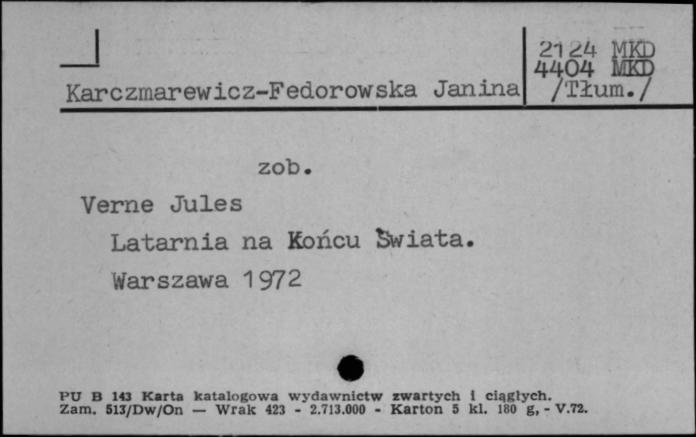 2124 MKD
4404 MKD
Karczmarewicz-Fedorowska Janina /Tłum./
zob.
Verne Jules
Latarnia na Końcu Świata.
Warszawa 1972
PU B 143 Karta katalogowa wydawnictw zwartych i ciągłych.
Zam. 513/Dw/On — Wrak 423 - 2.713.000 - Karton 5 kl. 180 g, - V.72.